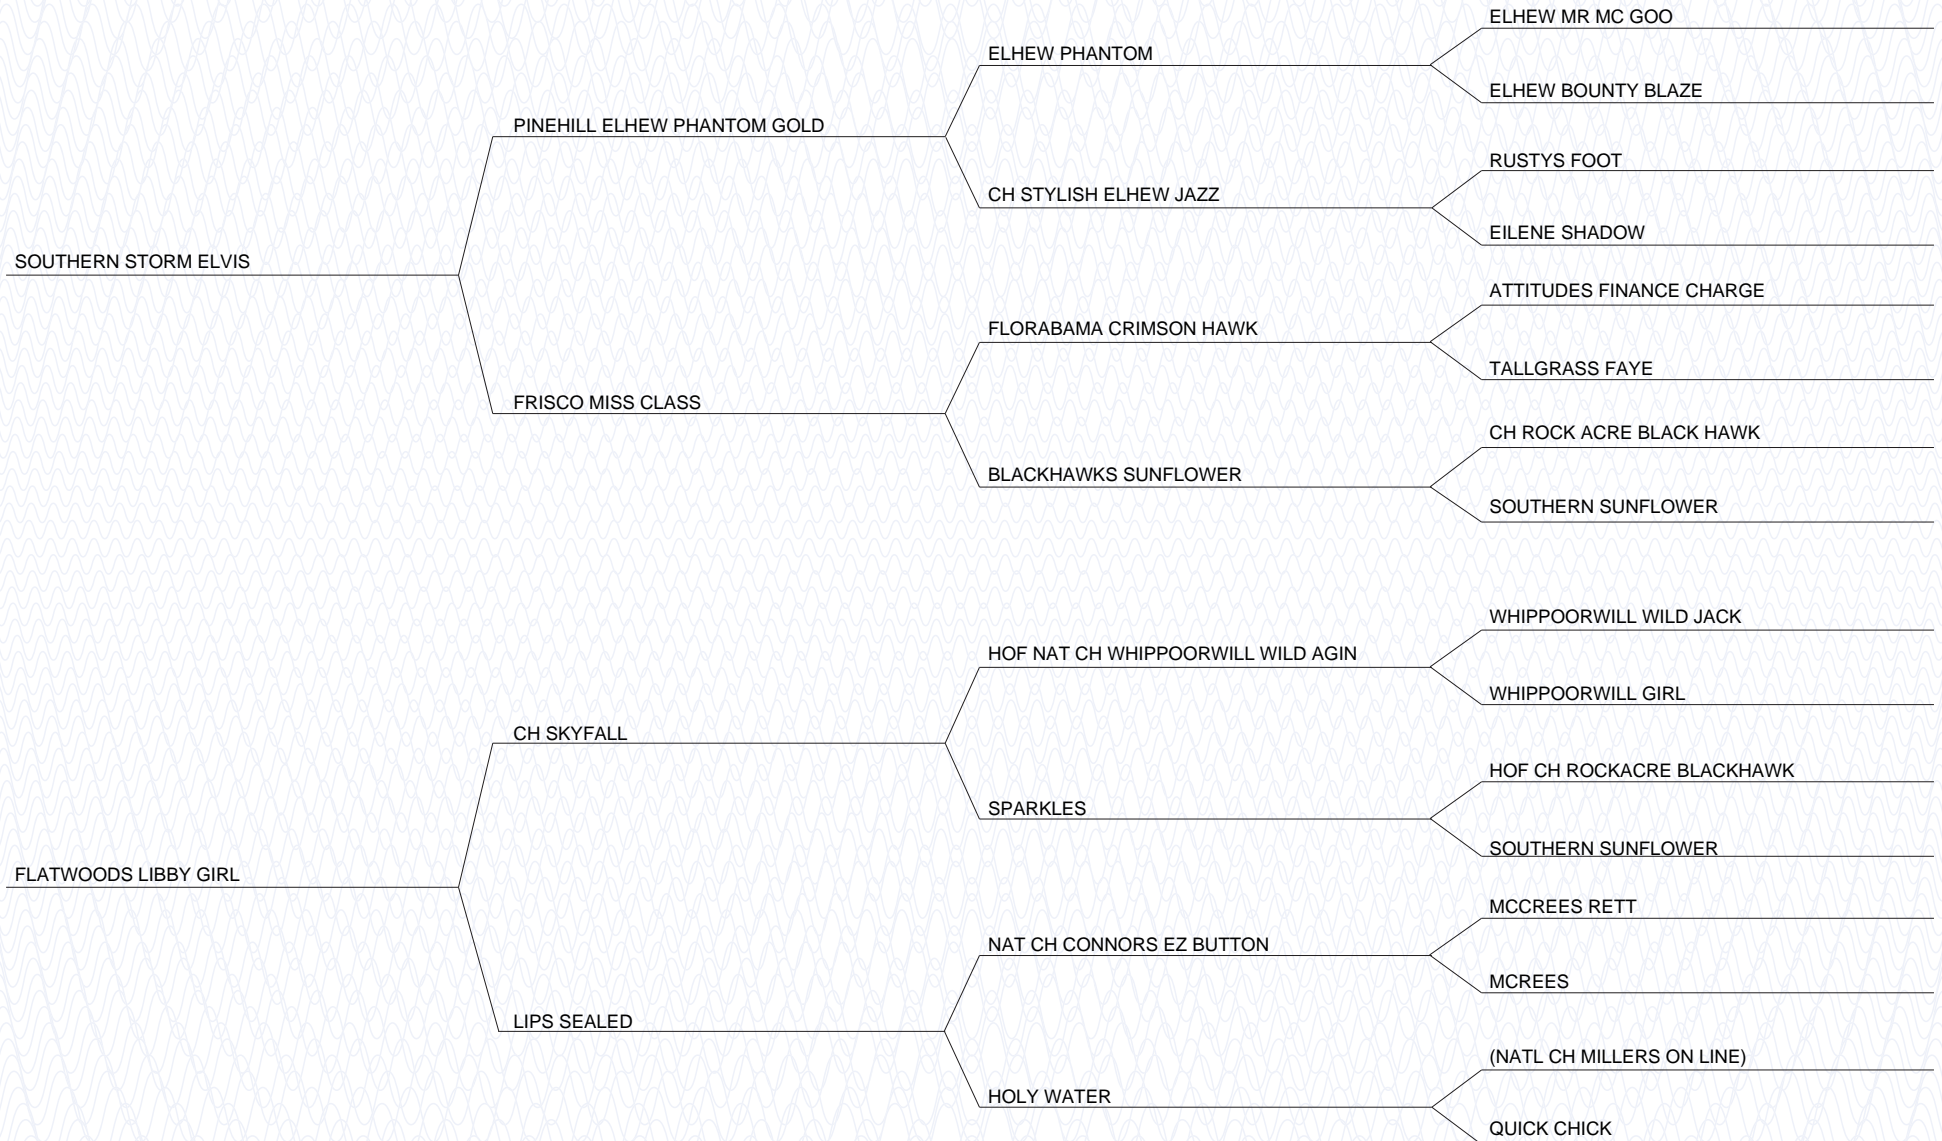 ELHEW MR MC GOO
ELHEW PHANTOM
ELHEW BOUNTY BLAZE
PINEHILL ELHEW PHANTOM GOLD
RUSTYS FOOT
CH STYLISH ELHEW JAZZ
EILENE SHADOW
SOUTHERN STORM ELVIS
ATTITUDES FINANCE CHARGE
FLORABAMA CRIMSON HAWK
TALLGRASS FAYE
FRISCO MISS CLASS
CH ROCK ACRE BLACK HAWK
BLACKHAWKS SUNFLOWER
SOUTHERN SUNFLOWER
WHIPPOORWILL WILD JACK
HOF NAT CH WHIPPOORWILL WILD AGIN
WHIPPOORWILL GIRL
CH SKYFALL
HOF CH ROCKACRE BLACKHAWK
SPARKLES
SOUTHERN SUNFLOWER
FLATWOODS LIBBY GIRL
MCCREES RETT
NAT CH CONNORS EZ BUTTON
MCREES
LIPS SEALED
(NATL CH MILLERS ON LINE)
HOLY WATER
QUICK CHICK